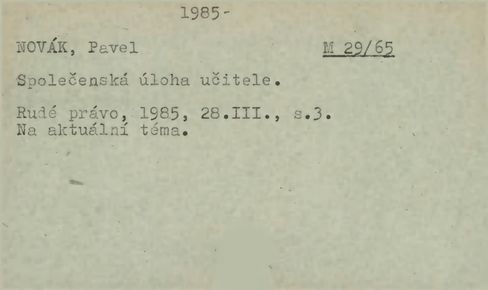 1985-
NOVÁK, Pavel M 29/65
Společenská úloha učitele.
Rudé právo, 1985, 28.III., s.3.
Na aktuální téma.